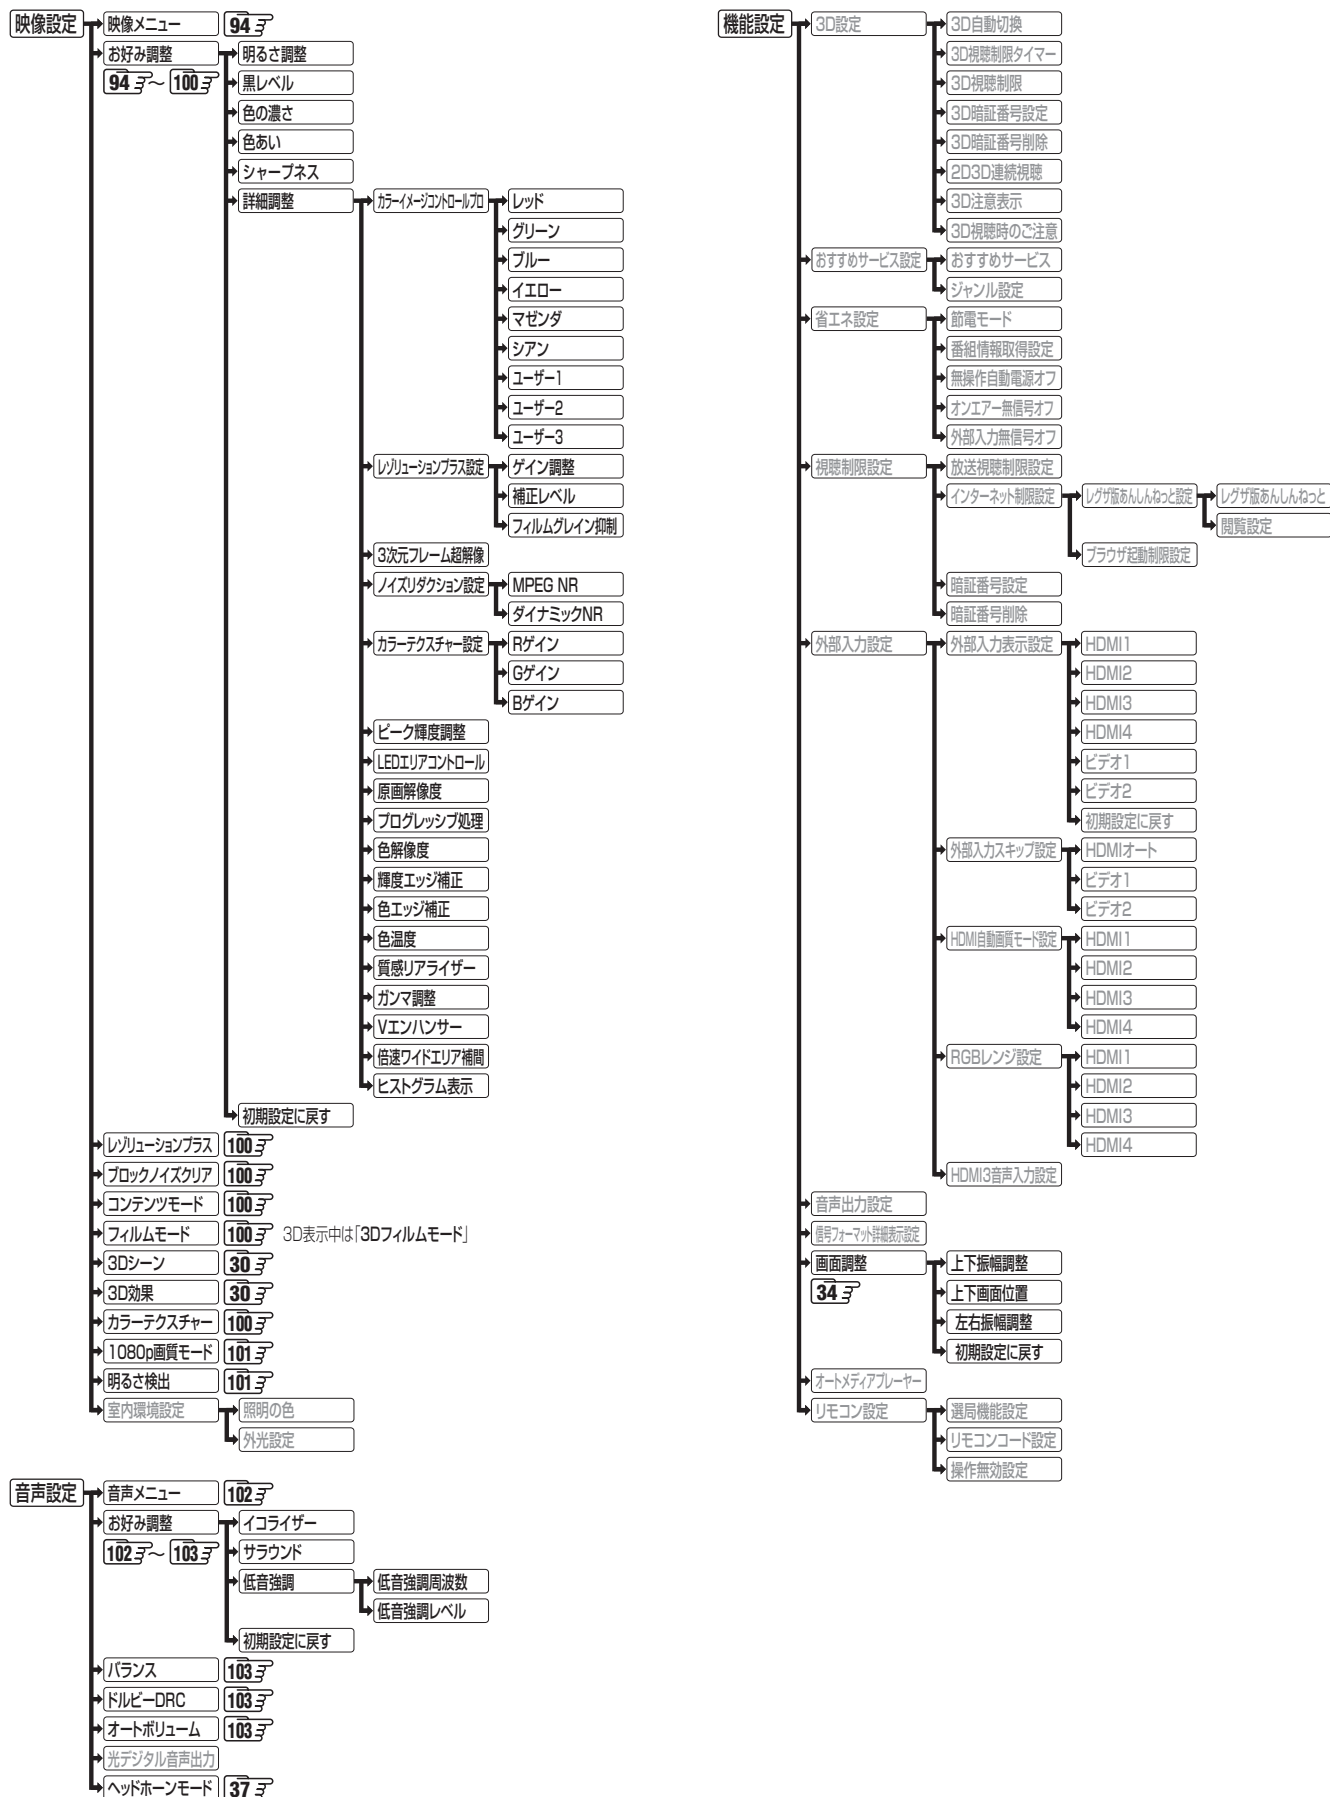 映像設定
映像メニュー 94
お好み調整 明るさ調整
94 ～ 100 黒レベル
色の濃さ
色あい
シャープネス
詳細調整 カラーイメージコントロールプロ レッド
グリーン
ブルー
イエロー
マゼンダ
シアン
ユーザー1
ユーザー2
ユーザー3
レゾリューションプラス設定 ゲイン調整
補正レベル
フィルムグレイン抑制
3次元フレーム超解像
ノイズリダクション設定 MPEG NR
ダイナミックNR
カラーテクスチャー設定 Rゲイン
Gゲイン
Bゲイン
ピーク輝度調整
LEDエリアコントロール
原画解像度
プログレッシブ処理
色解像度
輝度エッジ補正
色エッジ補正
色温度
質感リアライザー
ガンマ調整
Vエンハンサー
倍速ワイドエリア補間
ヒストグラム表示
初期設定に戻す
レゾリューションプラス 100
ブロックノイズクリア 100
コンテンツモード 100
フィルムモード 100 3D表示中は「3Dフィルムモード」
3Dシーン 30
3D効果 30
カラーテクスチャー 100
1080p画質モード 101
明るさ検出 101
室内環境設定 照明の色
外光設定
音声設定
音声メニュー 102
お好み調整 イコライザー
102 ～ 103 サラウンド
低音強調 低音強調周波数
低音強調レベル
初期設定に戻す
バランス 103
ドルビーDRC 103
オートボリューム 103
光デジタル音声出力
ヘッドホーンモード 37
機能設定
3D設定 3D自動切換
3D視聴制限タイマー
3D視聴制限
3D暗証番号設定
3D暗証番号削除
2D3D連続視聴
3D注意表示
3D視聴時のご注意
おすすめサービス設定 おすすめサービス
ジャンル設定
省エネ設定 節電モード
番組情報取得設定
無操作自動電源オフ
オンエアー無信号オフ
外部入力無信号オフ
視聴制限設定 放送視聴制限設定
インターネット制限設定 レグザ版あんしんねっと設定 レグザ版あんしんねっと
閲覧設定
ブラウザ起動制限設定
暗証番号設定
暗証番号削除
外部入力設定 外部入力表示設定 HDMI1
HDMI2
HDMI3
HDMI4
ビデオ1
ビデオ2
初期設定に戻す
外部入力スキップ設定 HDMIオート
ビデオ1
ビデオ2
HDMI自動画質モード設定 HDMI1
HDMI2
HDMI3
HDMI4
RGBレンジ設定 HDMI1
HDMI2
HDMI3
HDMI4
HDMI3音声入力設定
音声出力設定
信号フォーマット詳細表示設定
画面調整 上下振幅調整
34 上下画面位置
左右振幅調整
初期設定に戻す
オートメディアプレーヤー
リモコン設定 選局機能設定
リモコンコード設定
操作無効設定